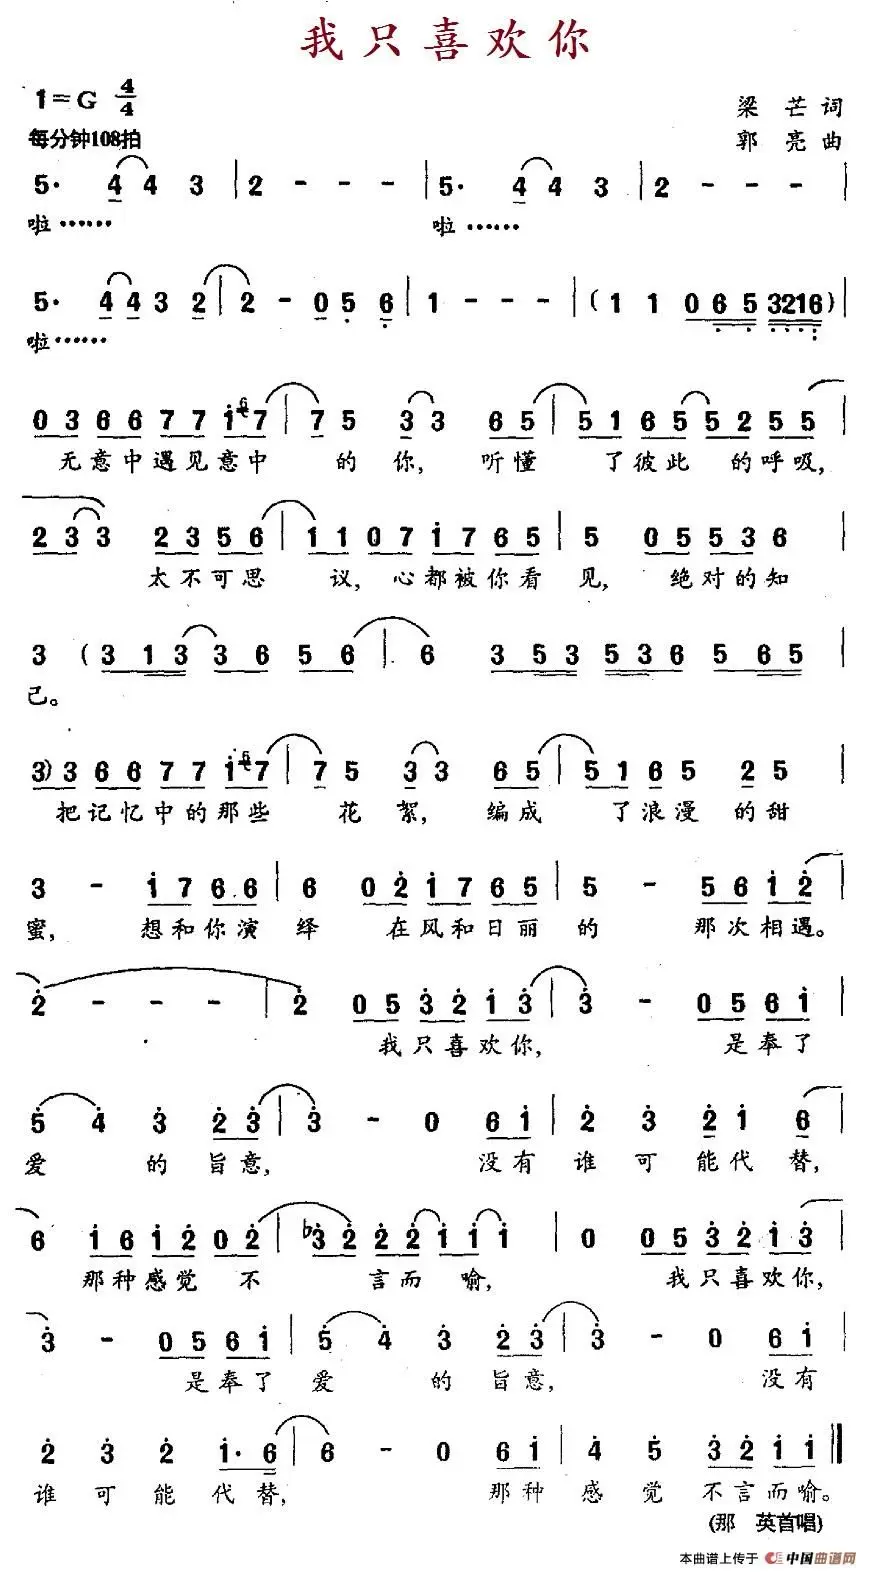 我只喜欢你
1=G 4/4
梁芒词
每分钟108拍
郭亮曲
5· 4 4 3 | 2 - - - | 5· 4 4 3 | 2 - - - |
啦…… 啦……
5· 4 4 3 2 | 2 - 0 5 6 | 1 - - - | (1 1 0 6 5 3216) |
啦……
0 3 6 6 7 7 1 6 7 | 7 5 3 3 6 5 | 5 1 6 5 5 2 5 5
无意中遇见意中 的你, 听懂 了彼此 的呼吸,
2 3 3 2 3 5 6 | 1 1 0 7 1 7 6 5 | 5 0 5 5 3 6 |
太不可思 议, 心都被你看 见, 绝对的知
3 (3 1 3 3 6 5 6 | 6 3 5 3 5 3 6 5 6 5 |
己。
3) 3 6 6 7 7 1 6 7 | 7 5 3 3 6 5 | 5 1 6 5 2 5 |
把记忆中的那些 花絮, 编成 了浪漫的甜
3 - 1 7 6 6 | 6 0 2 1 7 6 5 | 5 - 5 6 1 2 |
蜜, 想和你演 绎 在风和日丽 的 那次相遇。
2 - - - | 2 0 5 3 2 1 3 | 3 - 0 5 6 1 |
我只喜欢你, 是奉了
5 4 3 2 3 | 3 - 0 6 1 | 2 3 2 1 6 |
爱 的 旨意, 没有 谁 可 能代 替,
6 1 6 1 2 0 2 | b3 2 2 2 1 1 1 | 0 0 5 3 2 1 3 |
那种感觉 不 言而 喻, 我只喜欢你,
3 - 0 5 6 1 | 5 4 3 2 3 | 3 - 0 6 1 |
是奉了 爱 的 旨意, 没有
2 3 2 1· 6 | 6 - 0 6 1 | 4 5 3 2 1 1 ‖
谁 可 能 代 替, 那种 感 觉 不言而喻。
(那 英首唱)
本曲谱上传于 中国曲谱网